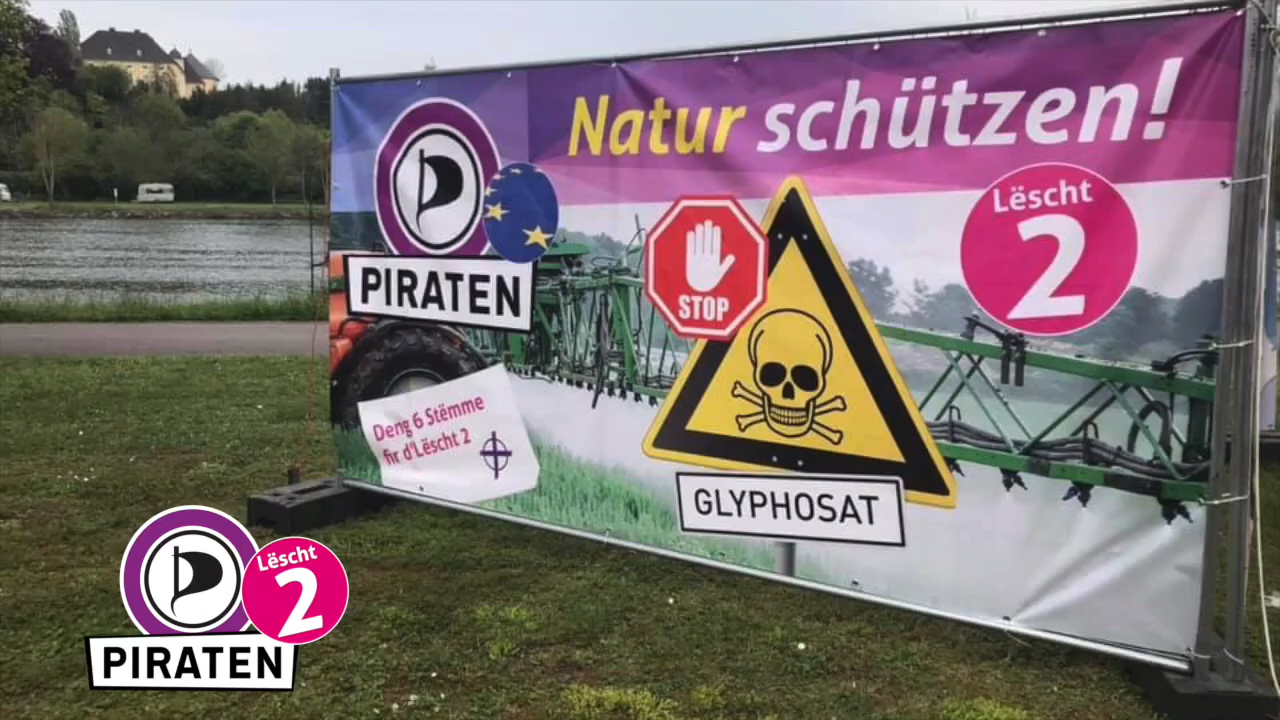 Natur schützen!
PIRATEN
STOP
Lëscht
2
Deng 6 Stëmme
fir d'Lëscht 2
GLYPHOSAT
Lëscht
2
PIRATEN